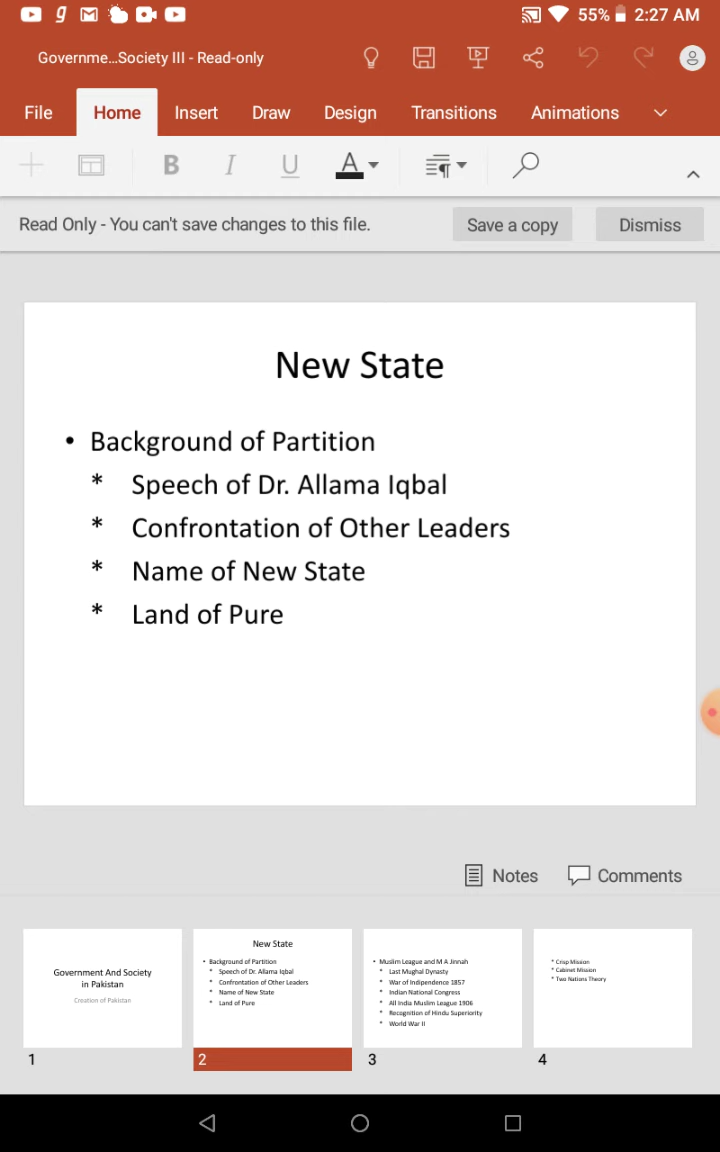 55% 2:27 AM
Governme...Society III - Read-only
File Home Insert Draw Design Transitions Animations
B I U A
Read Only - You can't save changes to this file. Save a copy Dismiss
New State
• Background of Partition
* Speech of Dr. Allama Iqbal
* Confrontation of Other Leaders
* Name of New State
* Land of Pure
Notes Comments
Government And Society
in Pakistan
Creation of Pakistan
1
New State
• Background of Partition
* Speech of Dr. Allama Iqbal
* Confrontation of Other Leaders
* Name of New State
* Land of Pure
2
• Muslim League and M A Jinnah
* Last Mughal Dynasty
* War of Indipendence 1857
* Indian National Congress
* All India Muslim League 1906
* Recognition of Hindu Superiority
* World War II
3
* Crisp Mission
* Cabinet Mission
* Two Nations Theory
4